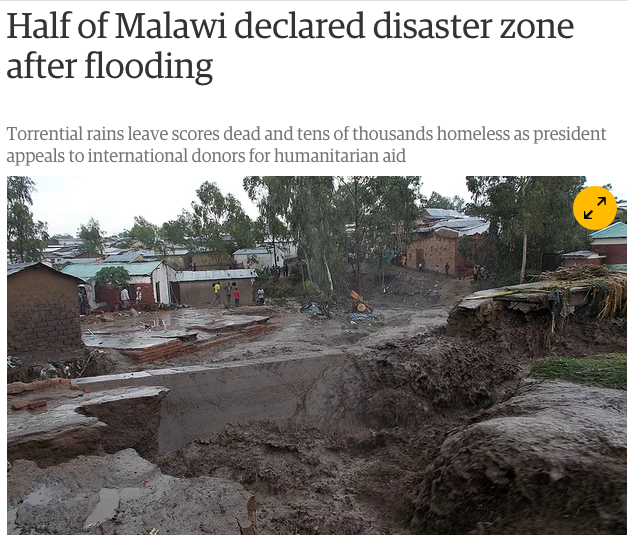 Half of Malawi declared disaster zone
after flooding
Torrential rains leave scores dead and tens of thousands homeless as president
appeals to international donors for humanitarian aid